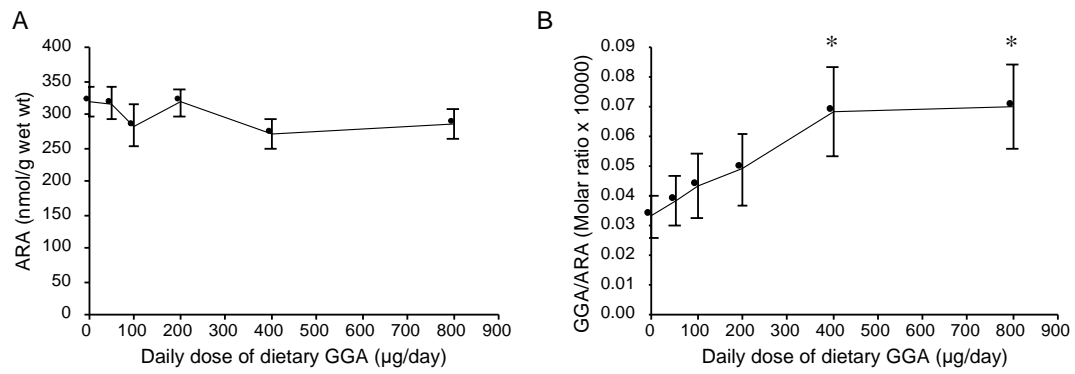 A
400
350
300
250
200
150
100
50
0
ARA (nmol/g wet wt)
0 100 200 300 400 500 600 700 800 900
Daily dose of dietary GGA (µg/day)
B
0.09
0.08
0.07
0.06
0.05
0.04
0.03
0.02
0.01
0.00
GGA/ARA (Molar ratio x 10000)
* *
0 100 200 300 400 500 600 700 800 900
Daily dose of dietary GGA (µg/day)